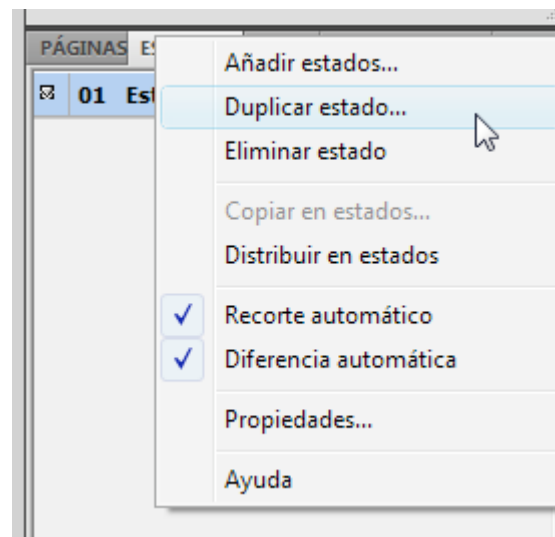 PÁGINAS
01
Añadir estados...
Duplicar estado...
Eliminar estado
Copiar en estados...
Distribuir en estados
Recorte automático
Diferencia automática
Propiedades...
Ayuda